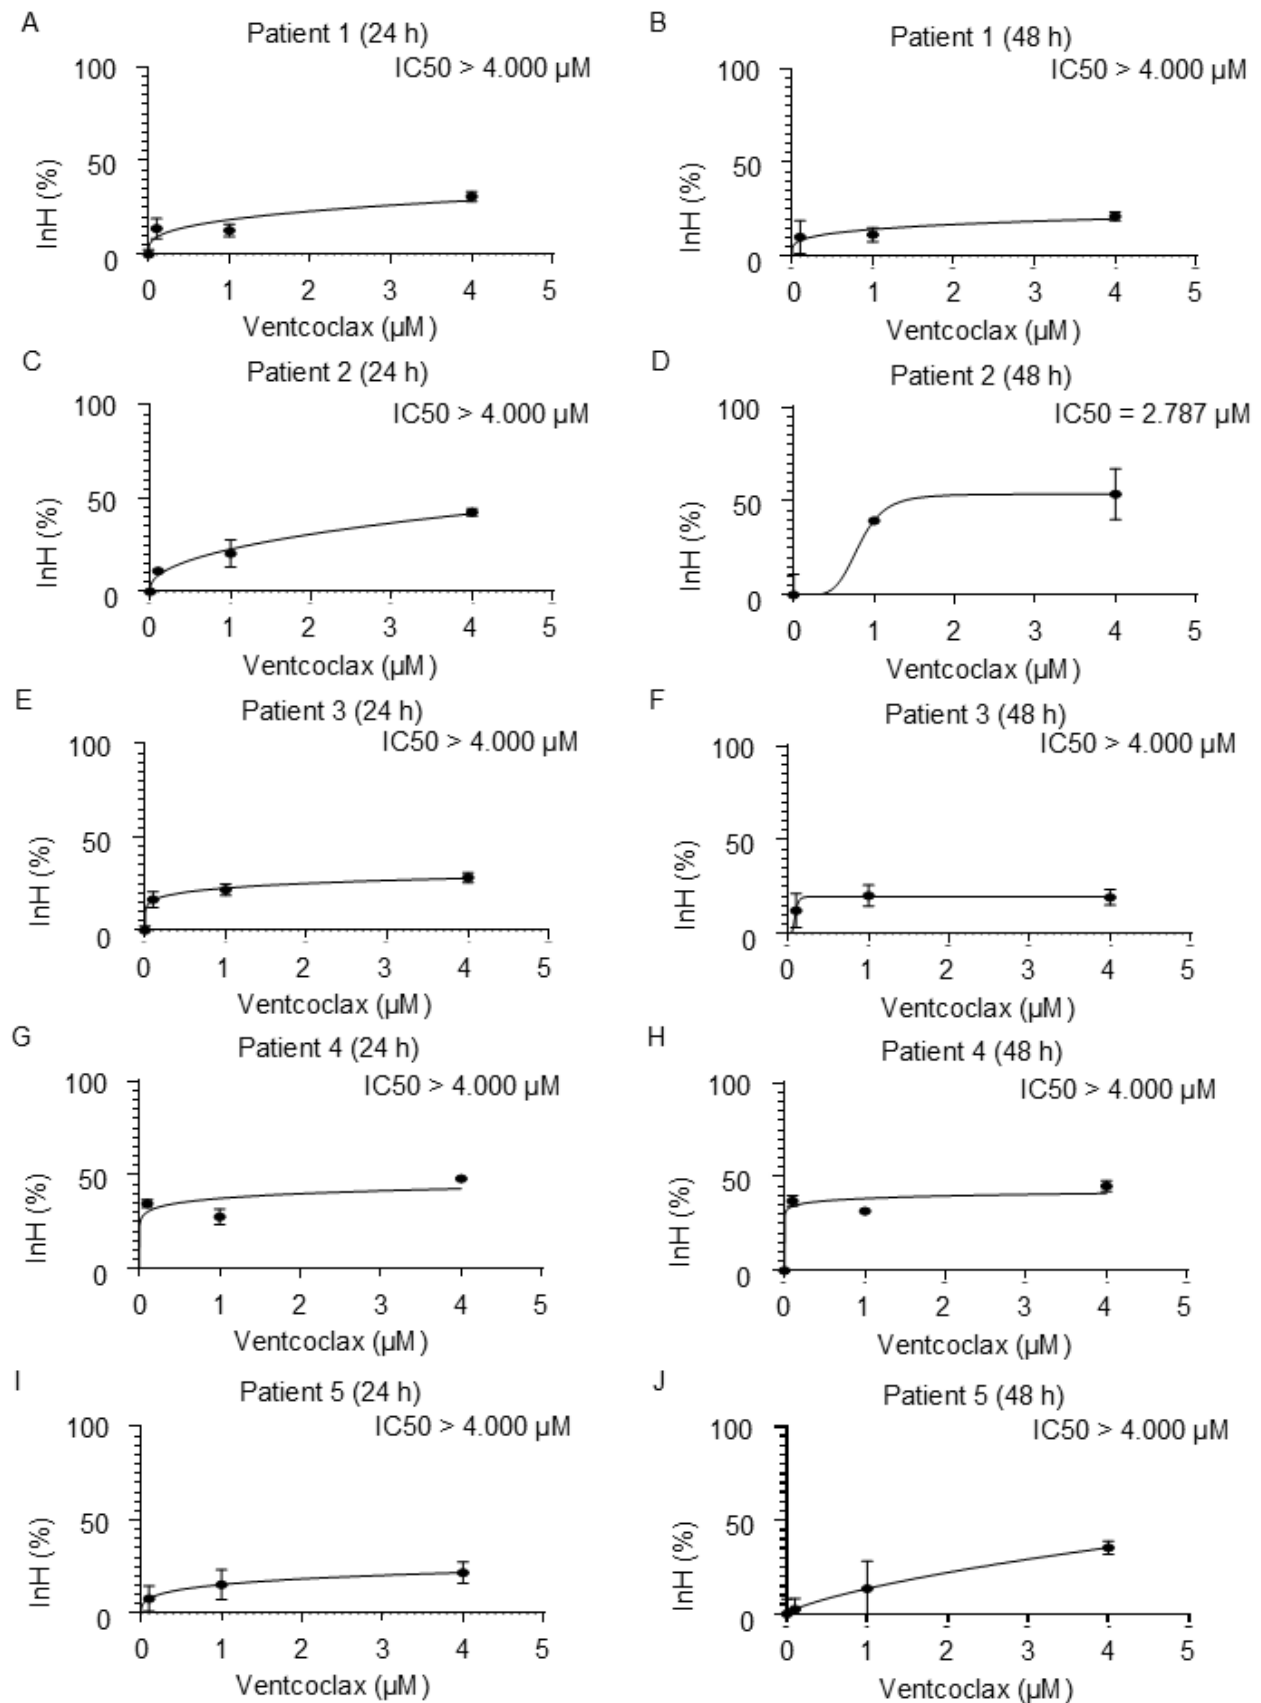 A
Patient 1 (24 h)
IC50 > 4.000 µM
100
50
0
InH (%)
0 1 2 3 4 5
Ventcoclax (µM)
B
Patient 1 (48 h)
IC50 > 4.000 µM
100
50
0
InH (%)
0 1 2 3 4 5
Ventcoclax (µM)
C
Patient 2 (24 h)
IC50 > 4.000 µM
100
50
0
InH (%)
0 1 2 3 4 5
Ventcoclax (µM)
D
Patient 2 (48 h)
IC50 = 2.787 µM
100
50
0
InH (%)
0 1 2 3 4 5
Ventcoclax (µM)
E
Patient 3 (24 h)
IC50 > 4.000 µM
100
50
0
InH (%)
0 1 2 3 4 5
Ventcoclax (µM)
F
Patient 3 (48 h)
IC50 > 4.000 µM
100
50
0
InH (%)
0 1 2 3 4 5
Ventcoclax (µM)
G
Patient 4 (24 h)
IC50 > 4.000 µM
100
50
0
InH (%)
0 1 2 3 4 5
Ventcoclax (µM)
H
Patient 4 (48 h)
IC50 > 4.000 µM
100
50
0
InH (%)
0 1 2 3 4 5
Ventcoclax (µM)
I
Patient 5 (24 h)
IC50 > 4.000 µM
100
50
0
InH (%)
0 1 2 3 4 5
Ventcoclax (µM)
J
Patient 5 (48 h)
IC50 > 4.000 µM
100
50
0
InH (%)
0 1 2 3 4 5
Ventcoclax (µM)